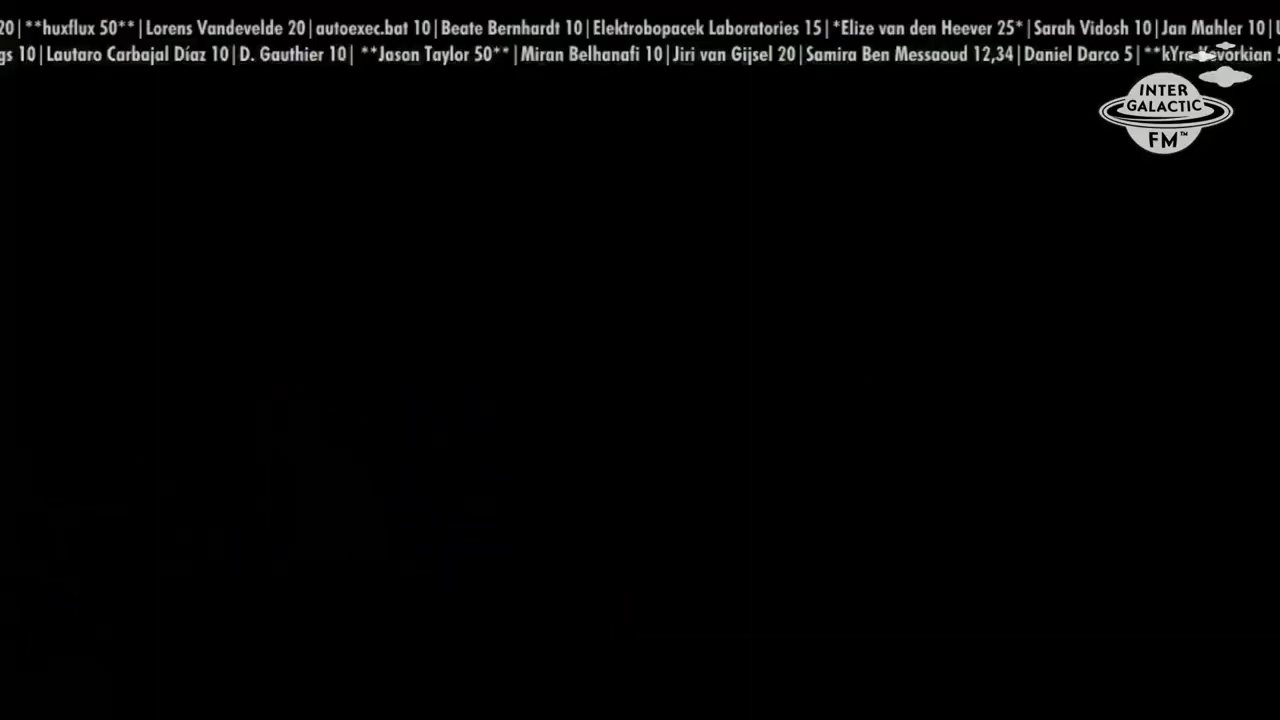 20|**huxflux 50**|Lorens Vandevelde 20|autoexec.bat 10|Beate Bernhardt 10|Elektrobopacek Laboratories 15|*Elize van den Heever 25*|Sarah Vidosh 10|Jan Mahler 10|
gs 10|Lautaro Carbajal Díaz 10|D. Gauthier 10| **Jason Taylor 50**|Miran Belhanafi 10|Jiri van Gijsel 20|Samira Ben Messaoud 12,34|Daniel Darco 5|**kYra Kevorkian
INTER
GALACTIC
FM™